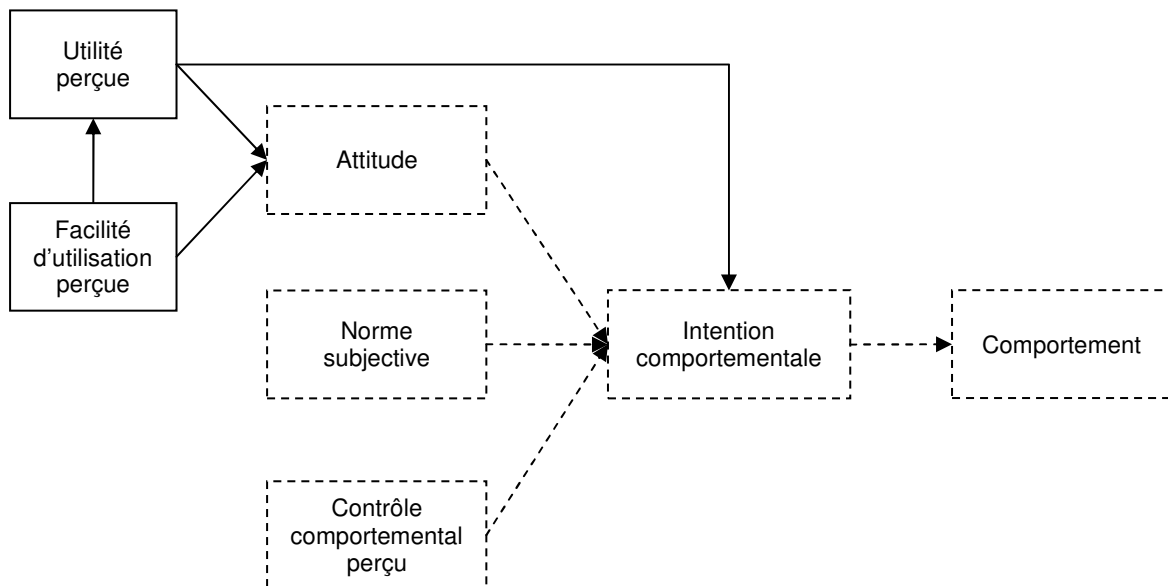 Utilité
perçue
Attitude
Facilité
d’utilisation
perçue
Norme
subjective
Intention
comportementale
Comportement
Contrôle
comportemental
perçu